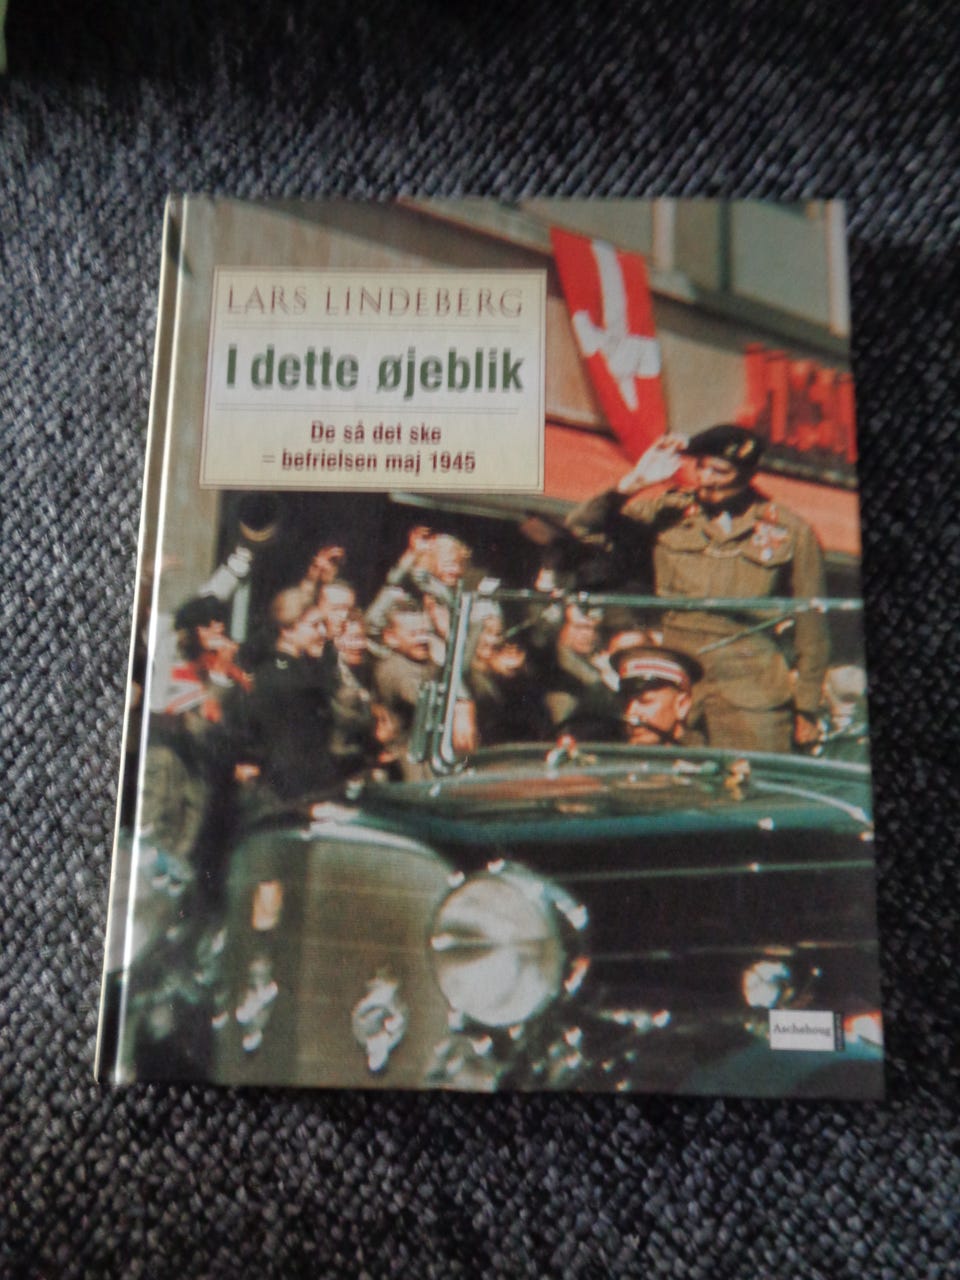 LARS LINDEBERG
I dette øjeblik
De så det ske
– befrielsen maj 1945
Aschehoug